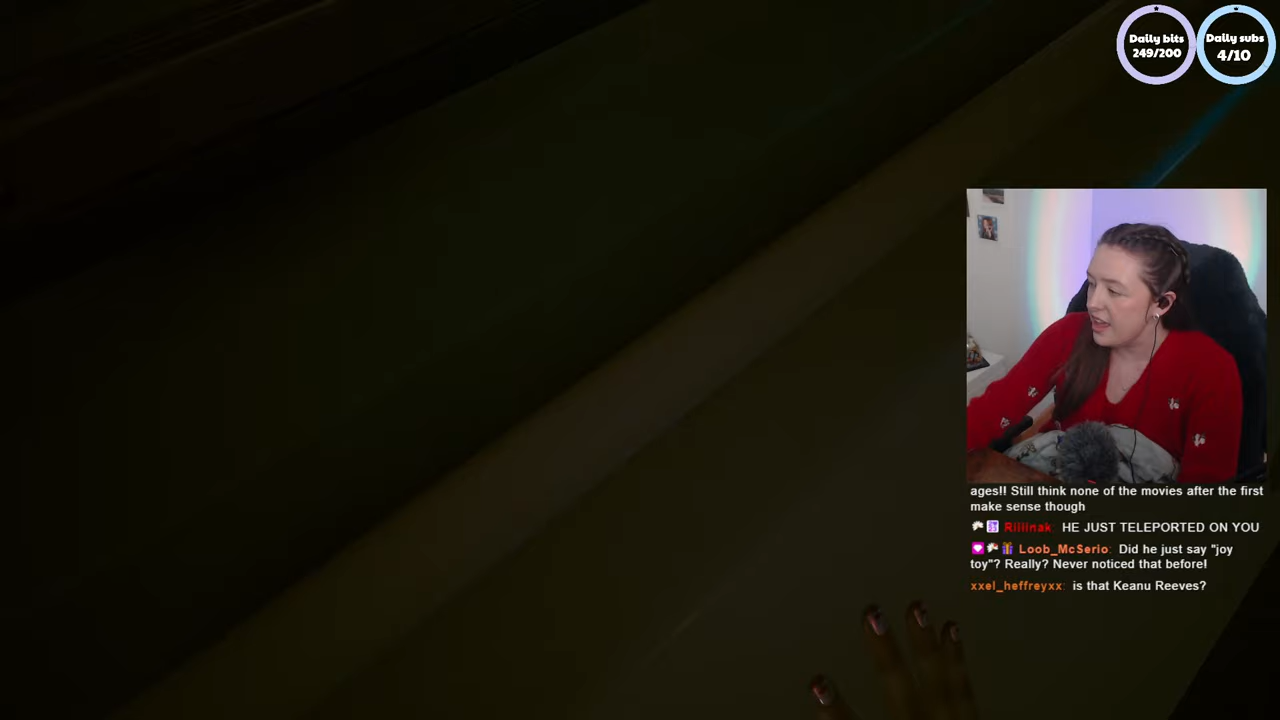 Daily bits
249/200
Daily subs
4/10
ages!! Still think none of the movies after the first
make sense though
Riiiinak: HE JUST TELEPORTED ON YOU
Loob_McSerio: Did he just say "joy
toy"? Really? Never noticed that before!
xxel_heffreyxx: is that Keanu Reeves?